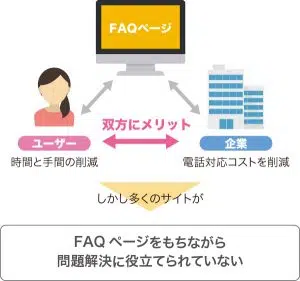 FAQページ
双方にメリット
ユーザー
企業
時間と手間の削減
電話対応コストを削減
しかし多くのサイトが
FAQ ページをもちながら
問題解決に役立てられていない